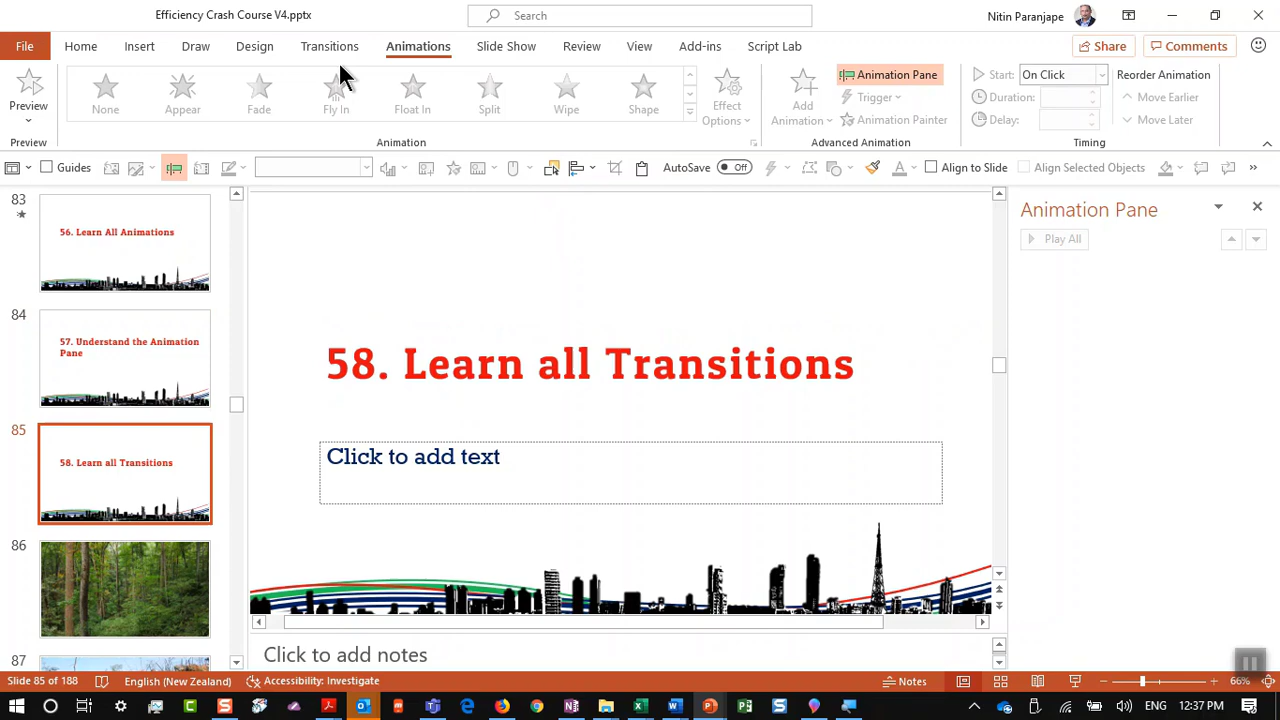 Efficiency Crash Course V4.pptx
Search
Nitin Paranjape
File
Home
Insert
Draw
Design
Transitions
Animations
Slide Show
Review
View
Add-ins
Script Lab
Share
Comments
Preview
None
Appear
Fade
Fly In
Float In
Split
Wipe
Shape
Effect
Options
Add
Animation
Animation Pane
Trigger
Animation Painter
Start: On Click
Duration:
Delay:
Reorder Animation
Move Earlier
Move Later
Preview
Animation
Advanced Animation
Timing
Guides
AutoSave Off
Align to Slide
Align Selected Objects
83
56. Learn All Animations
84
57. Understand the Animation
Pane
85
58. Learn all Transitions
86
87
58. Learn all Transitions
Click to add text
Click to add notes
Animation Pane
Play All
Slide 85 of 188
English (New Zealand)
Accessibility: Investigate
Notes
66%
12:37 PM